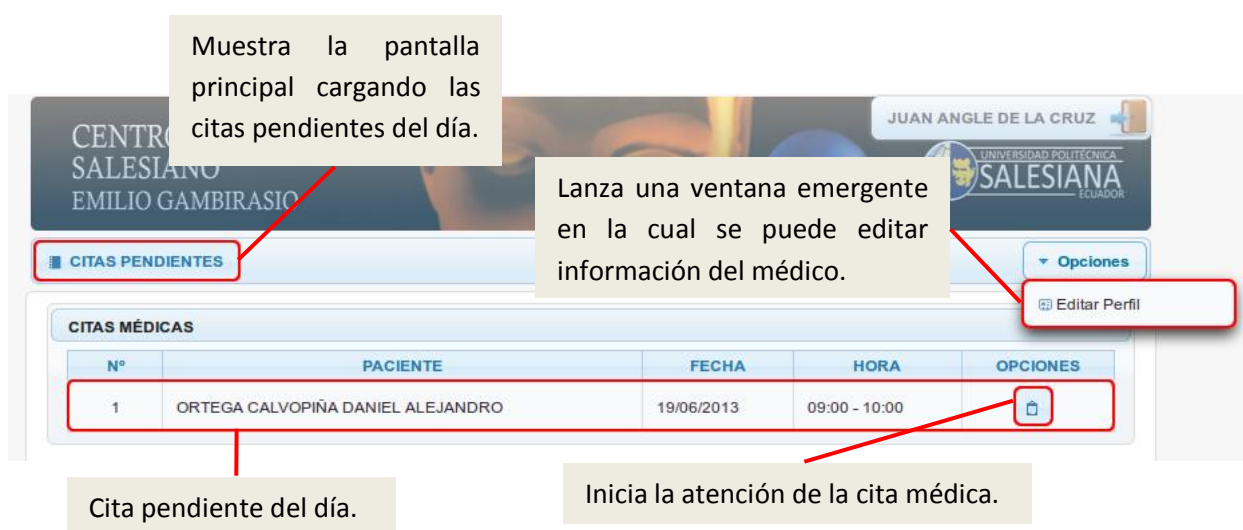 Muestra la pantalla
principal cargando las
citas pendientes del día.
JUAN ANGLE DE LA CRUZ
SALESIANO
EMILIO GAMBIRASIO
UNIVERSIDAD POLITÉCNICA
SALESIANA
ECUADOR
Lanza una ventana emergente
en la cual se puede editar
información del médico.
CITAS PENDIENTES
Opciones
Editar Perfil
CITAS MÉDICAS
Nº PACIENTE FECHA HORA OPCIONES
1 ORTEGA CALVOPIÑA DANIEL ALEJANDRO 19/06/2013 09:00 - 10:00
Cita pendiente del día.
Inicia la atención de la cita médica.